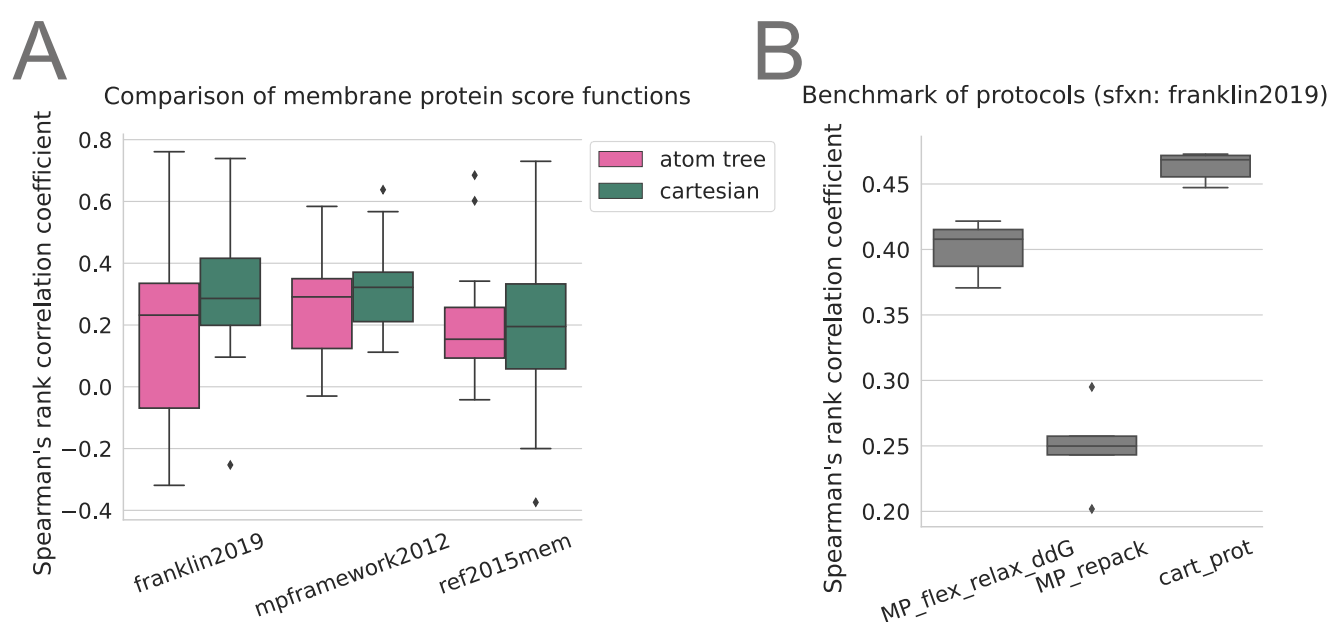 A
Comparison of membrane protein score functions
Spearman's rank correlation coefficient
0.8
0.6
0.4
0.2
0.0
−0.2
−0.4
franklin2019
mpframework2012
ref2015mem
atom tree
cartesian
B
Benchmark of protocols (sfxn: franklin2019)
Spearman's rank correlation coefficient
0.45
0.40
0.35
0.30
0.25
0.20
MP_flex_relax_ddG
MP_repack
cart_prot